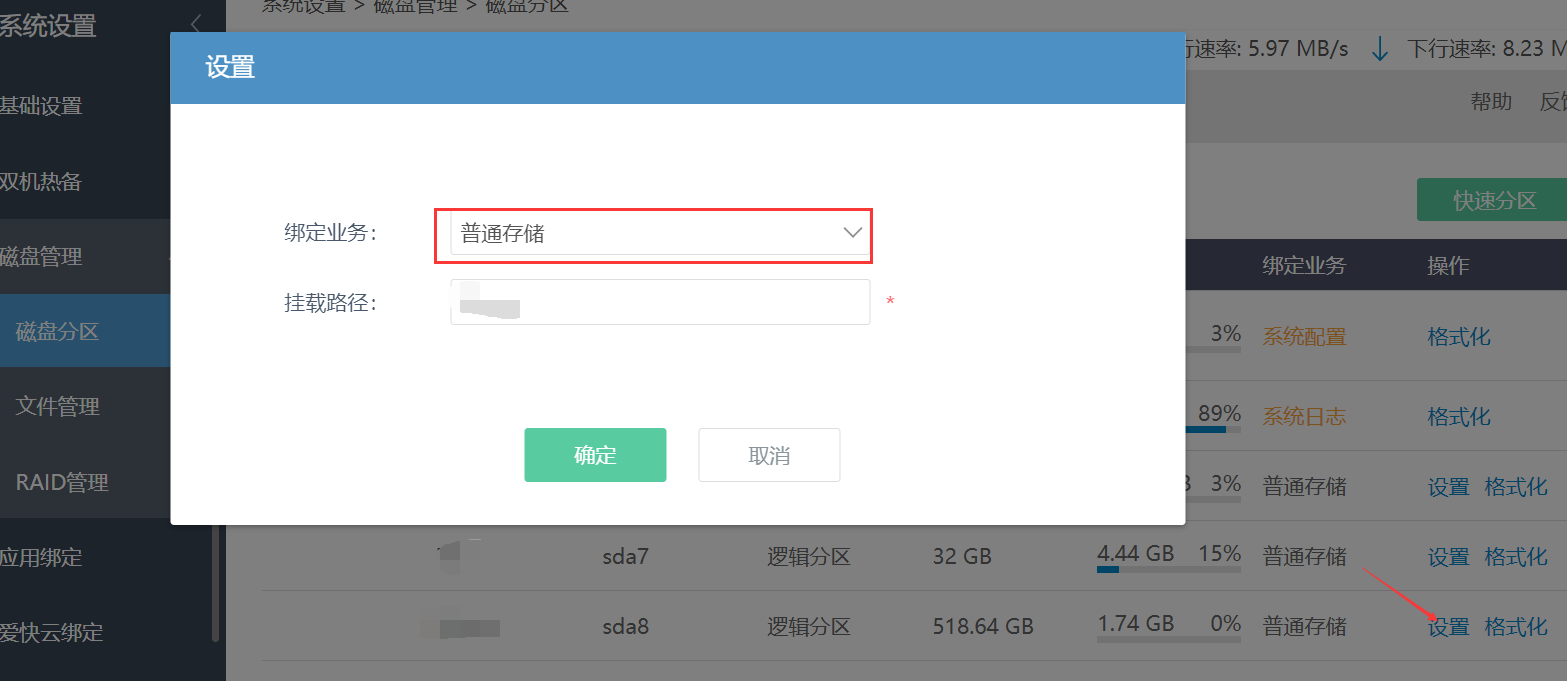 系统设置
系统设置 > 磁盘管理 > 磁盘分区
行速率: 5.97 MB/s 下行速率: 8.23 M
设置
帮助
基础设置
双机热备
快速分区
绑定业务: 普通存储
磁盘管理
绑定业务 操作
挂载路径: *
磁盘分区
3% 系统配置 格式化
文件管理
89% 系统日志 格式化
确定 取消
RAID管理
3% 普通存储 设置 格式化
应用绑定
sda7 逻辑分区 32 GB 4.44 GB 15% 普通存储 设置 格式化
爱快云绑定
sda8 逻辑分区 518.64 GB 1.74 GB 0% 普通存储 设置 格式化